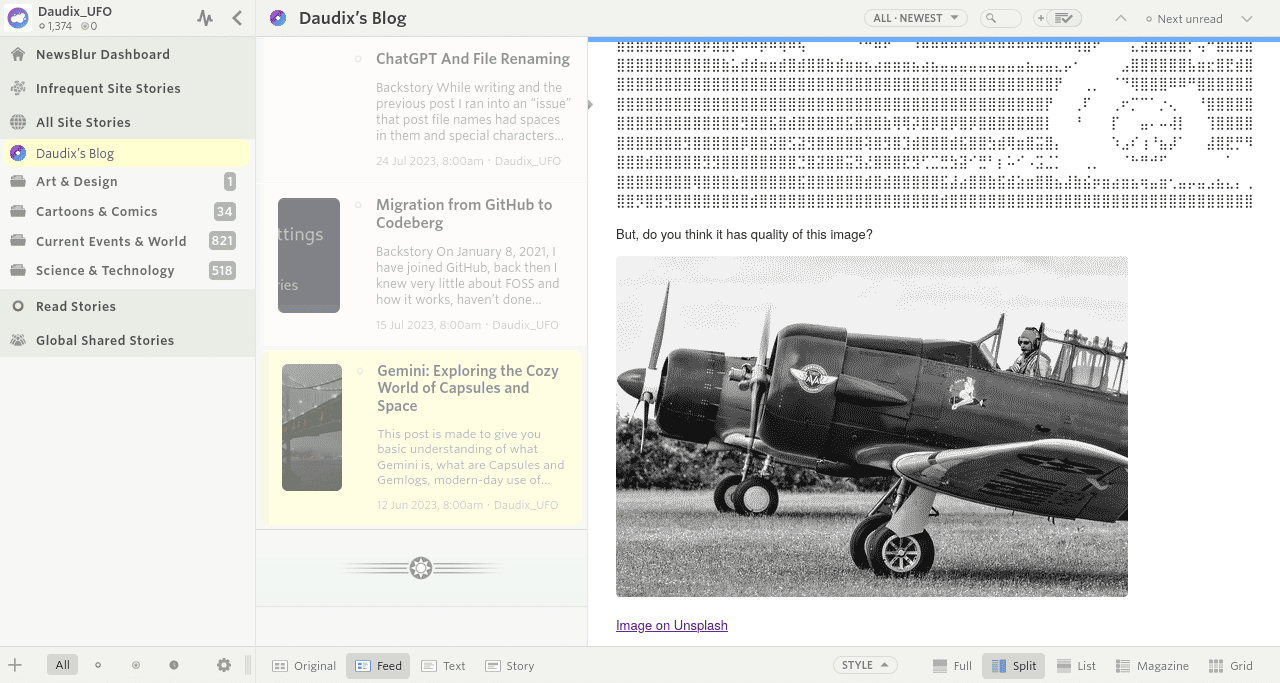 Daudix_UFO
1,374 0
Daudix's Blog
ALL · NEWEST
Next unread
NewsBlur Dashboard
Infrequent Site Stories
All Site Stories
Daudix's Blog
Art & Design 1
Cartoons & Comics 34
Current Events & World 821
Science & Technology 518
Read Stories
Global Shared Stories
ChatGPT And File Renaming
Backstory While writing and the
previous post I ran into an "issue"
that post file names had spaces
in them and special characters...
24 Jul 2023, 8:00am · Daudix_UFO
ttings
ries
Migration from GitHub to
Codeberg
Backstory On January 8, 2021, I
have joined GitHub, back then I
knew very little about FOSS and
how it works, haven't done...
15 Jul 2023, 8:00am · Daudix_UFO
Gemini: Exploring the Cozy
World of Capsules and
Space
This post is made to give you
basic understanding of what
Gemini is, what are Capsules and
Gemlogs, modern-day use of...
12 Jun 2023, 8:00am · Daudix_UFO
But, do you think it has quality of this image?
Image on Unsplash
All
Original
Feed
Text
Story
STYLE
Full
Split
List
Magazine
Grid